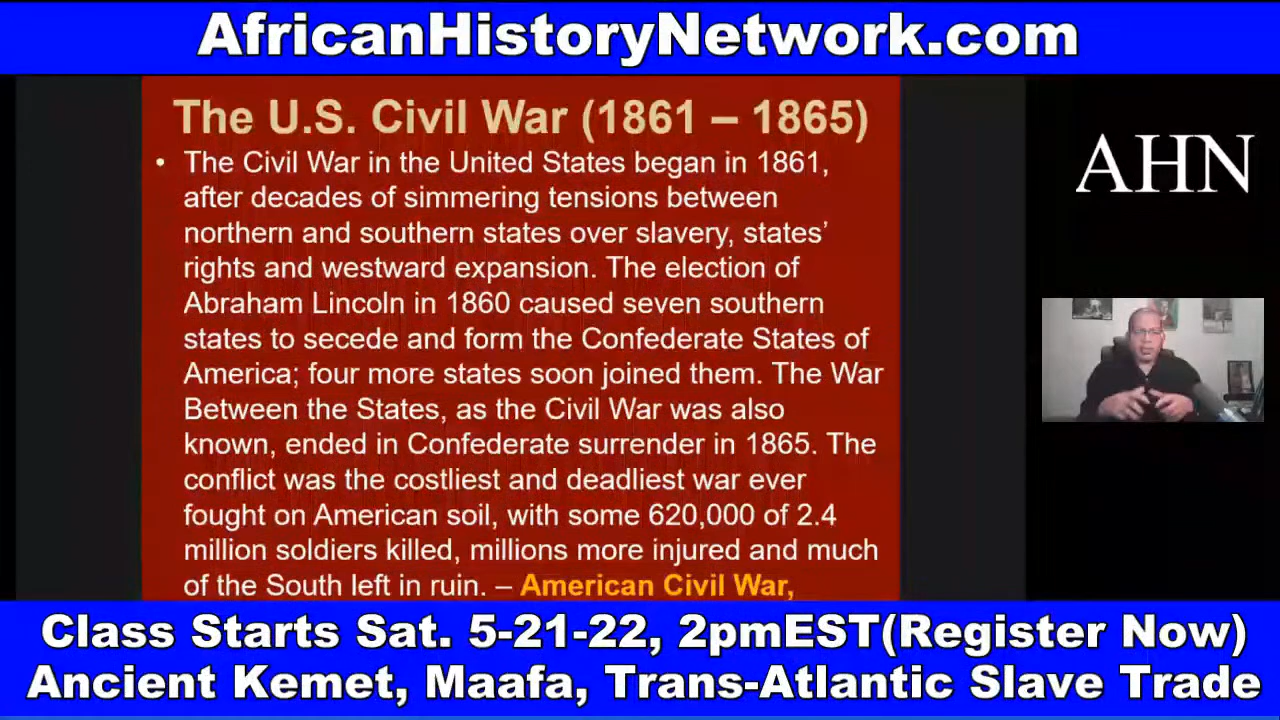 AfricanHistoryNetwork.com
The U.S. Civil War (1861 – 1865)
• The Civil War in the United States began in 1861,
after decades of simmering tensions between
northern and southern states over slavery, states’
rights and westward expansion. The election of
Abraham Lincoln in 1860 caused seven southern
states to secede and form the Confederate States of
America; four more states soon joined them. The War
Between the States, as the Civil War was also
known, ended in Confederate surrender in 1865. The
conflict was the costliest and deadliest war ever
fought on American soil, with some 620,000 of 2.4
million soldiers killed, millions more injured and much
of the South left in ruin. – American Civil War,
AHN
Class Starts Sat. 5-21-22, 2pmEST(Register Now)
Ancient Kemet, Maafa, Trans-Atlantic Slave Trade